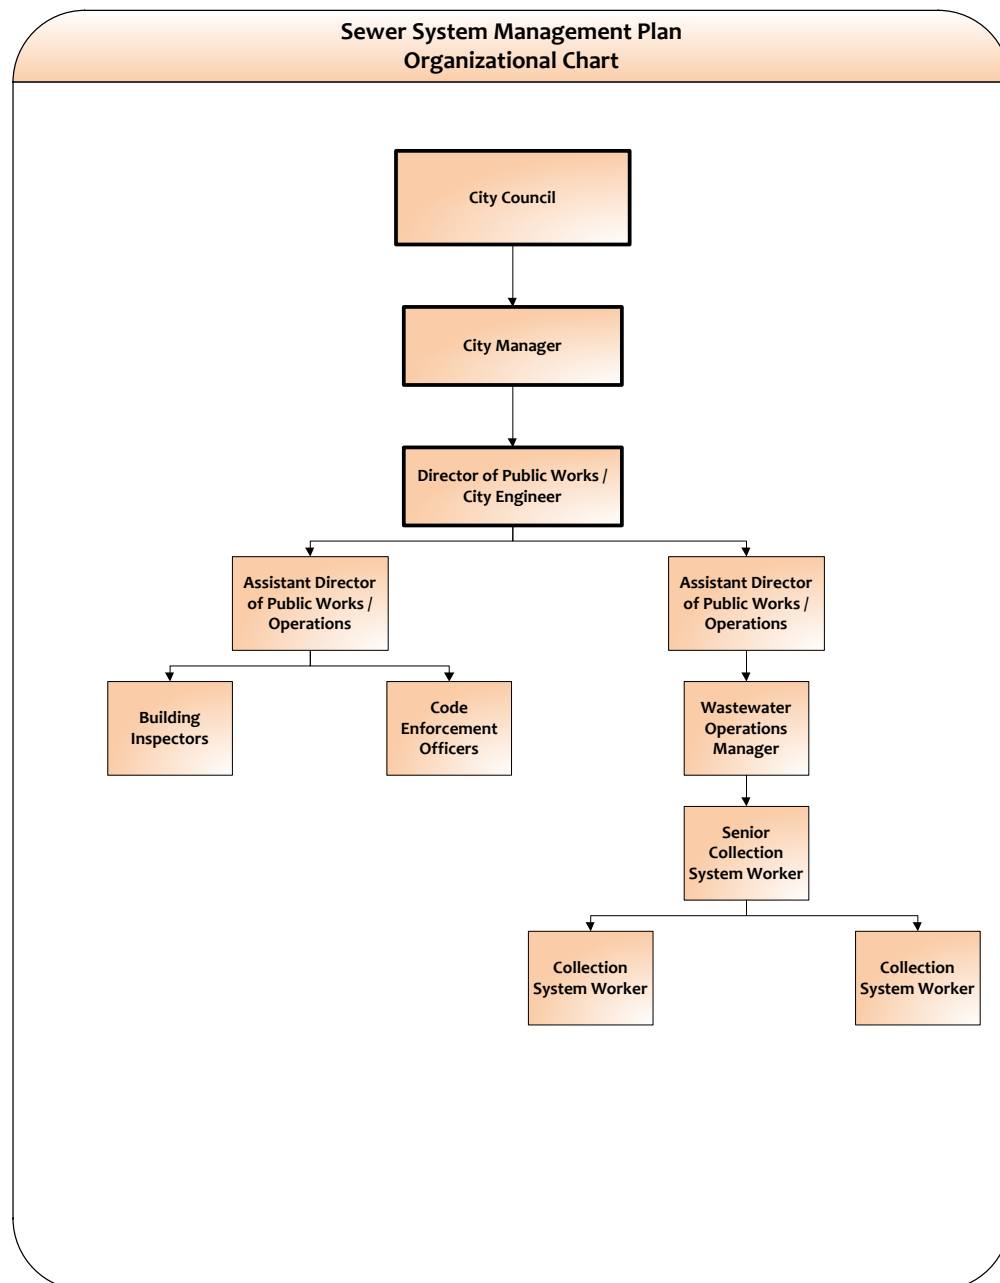 Sewer System Management Plan
Organizational Chart
City Council
City Manager
Director of Public Works /
City Engineer
Assistant Director
of Public Works /
Operations
Assistant Director
of Public Works /
Operations
Building
Inspectors
Code
Enforcement
Officers
Wastewater
Operations
Manager
Senior
Collection
System Worker
Collection
System Worker
Collection
System Worker